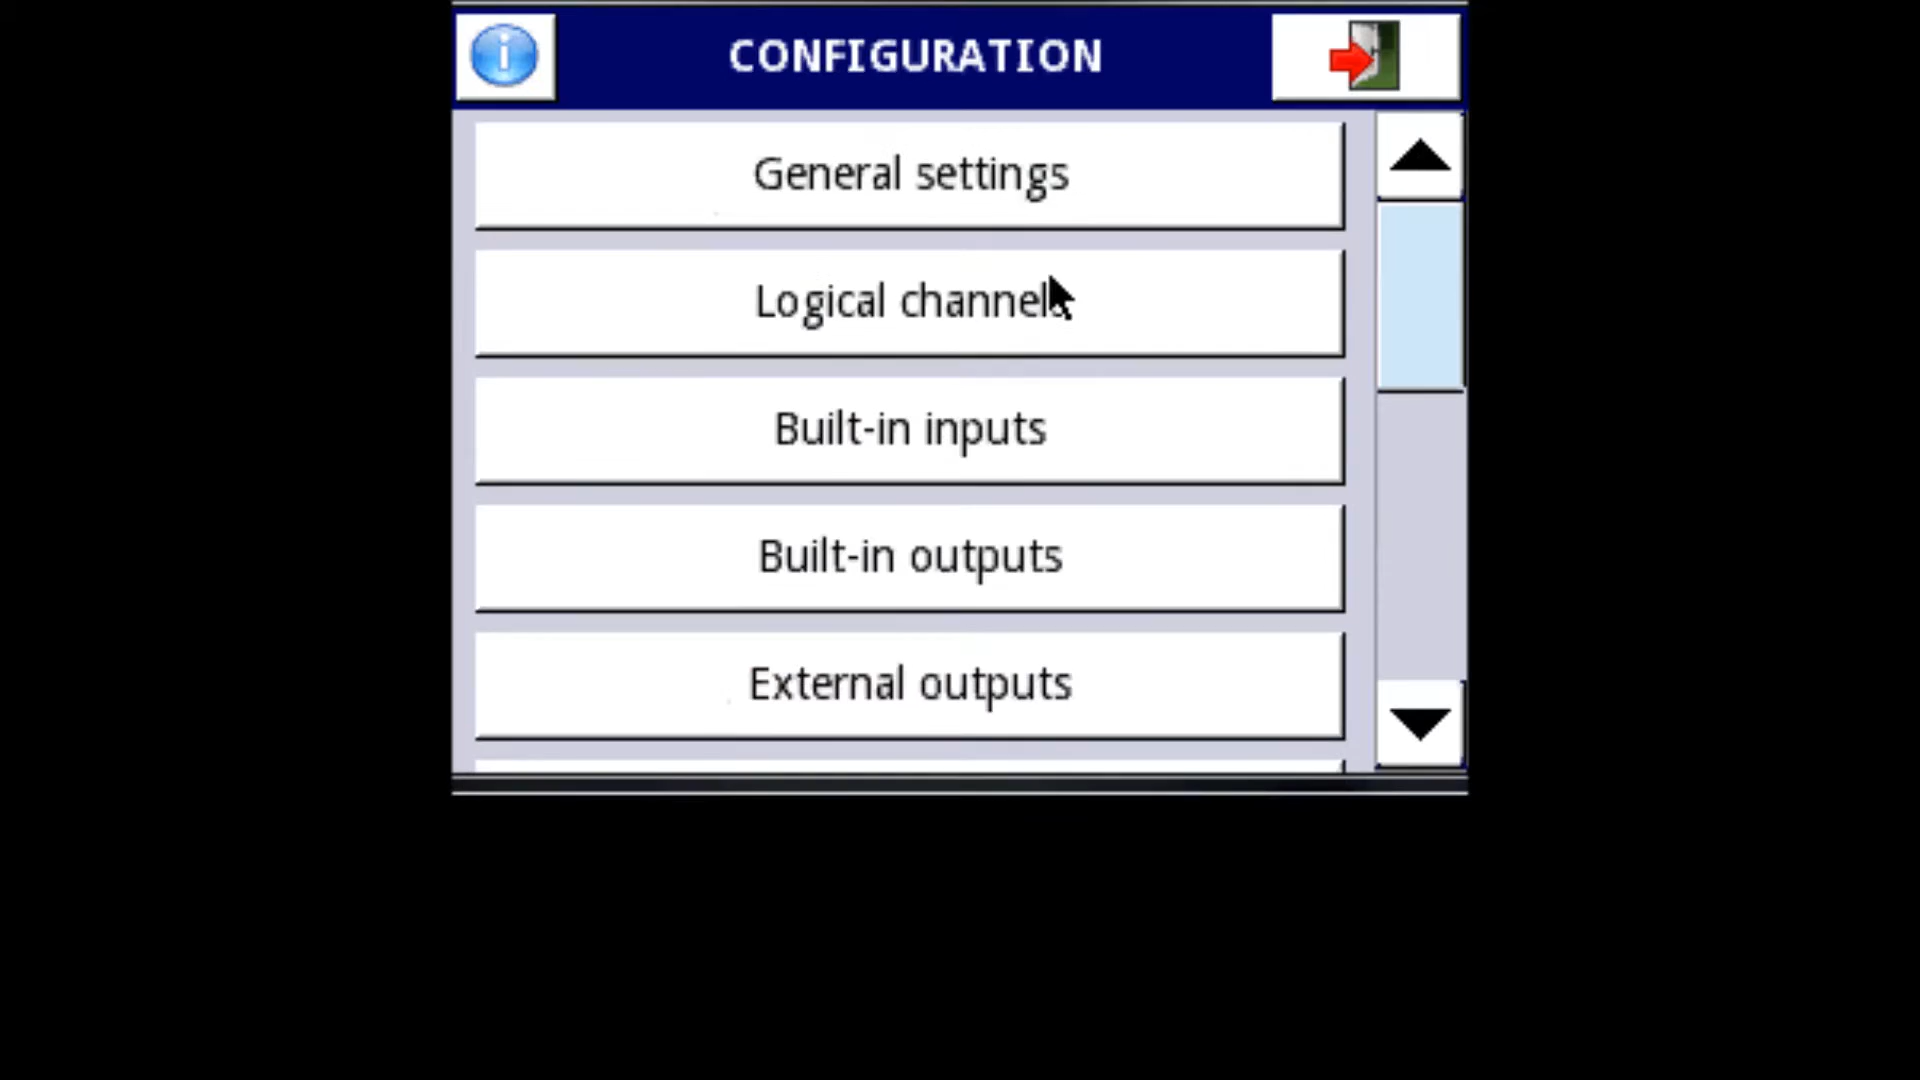 CONFIGURATION
General settings
Logical channels
Built-in inputs
Built-in outputs
External outputs